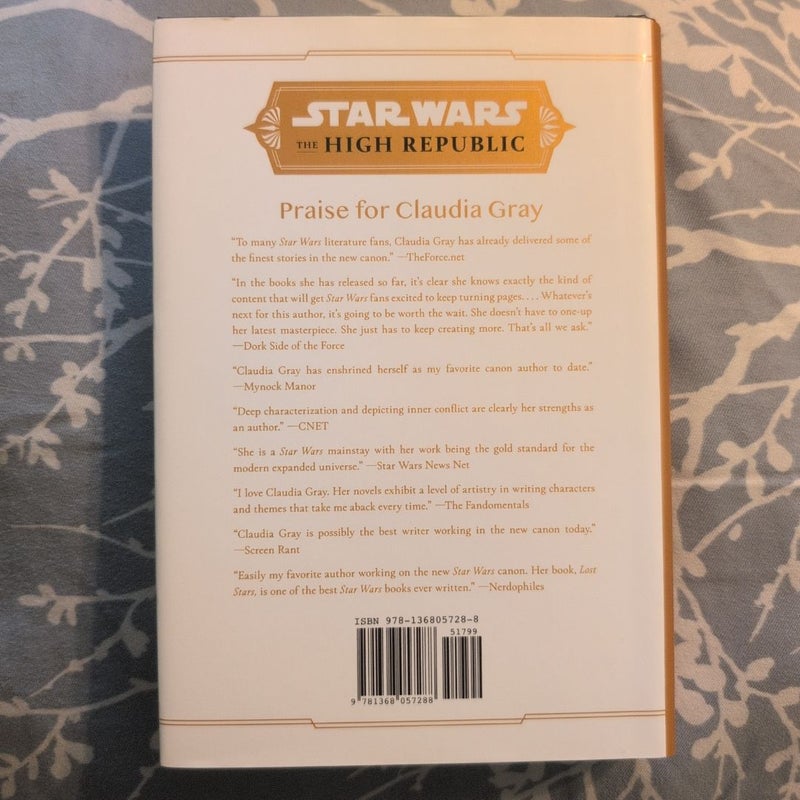 STAR WARS
THE HIGH REPUBLIC
Praise for Claudia Gray
“To many Star Wars literature fans, Claudia Gray has already delivered some of
the finest stories in the new canon.” —TheForce.net
“In the books she has released so far, it’s clear she knows exactly the kind of
content that will get Star Wars fans excited to keep turning pages. . . . Whatever’s
next for this author, it’s going to be worth the wait. She doesn’t have to one-up
her latest masterpiece. She just has to keep creating more. That’s all we ask.”
—Dork Side of the Force
“Claudia Gray has enshrined herself as my favorite canon author to date.”
—Mynock Manor
“Deep characterization and depicting inner conflict are clearly her strengths as
an author.” —CNET
“She is a Star Wars mainstay with her work being the gold standard for the
modern expanded universe.” —Star Wars News Net
“I love Claudia Gray. Her novels exhibit a level of artistry in writing characters
and themes that take me aback every time.” —The Fandomentals
“Claudia Gray is possibly the best writer working in the new canon today.”
—Screen Rant
“Easily my favorite author working on the new Star Wars canon. Her book, Lost
Stars, is one of the best Star Wars books ever written.” —Nerdophiles
ISBN 978-136805728-8
51799
9 781368 057288